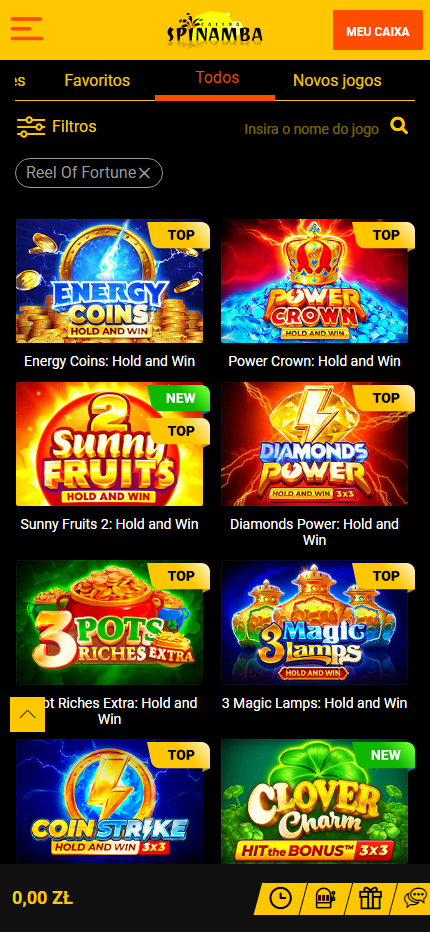 CASINO
SPINAMBA
MEU CAIXA
es
Favoritos
Todos
Novos jogos
Filtros
Insira o nome do jogo
Reel Of Fortune
TOP
ENERGY
COINS
HOLD AND WIN
Energy Coins: Hold and Win
TOP
POWER
CROWN
HOLD AND WIN
Power Crown: Hold and Win
NEW
TOP
2
Sunny
FRUITS
HOLD AND WIN
Sunny Fruits 2: Hold and Win
TOP
DIAMONDS
POWER
HOLD AND WIN 3X3
Diamonds Power: Hold and
Win
TOP
3 POTS
RICHES EXTRA
ot Riches Extra: Hold and
Win
TOP
3 Magic
lamps
HOLD AND WIN
3 Magic Lamps: Hold and Win
TOP
COIN STRIKE
HOLD AND WIN 3X3
NEW
CLOVER
Charm
HIT the BONUS™ 3X3
0,00 ZŁ